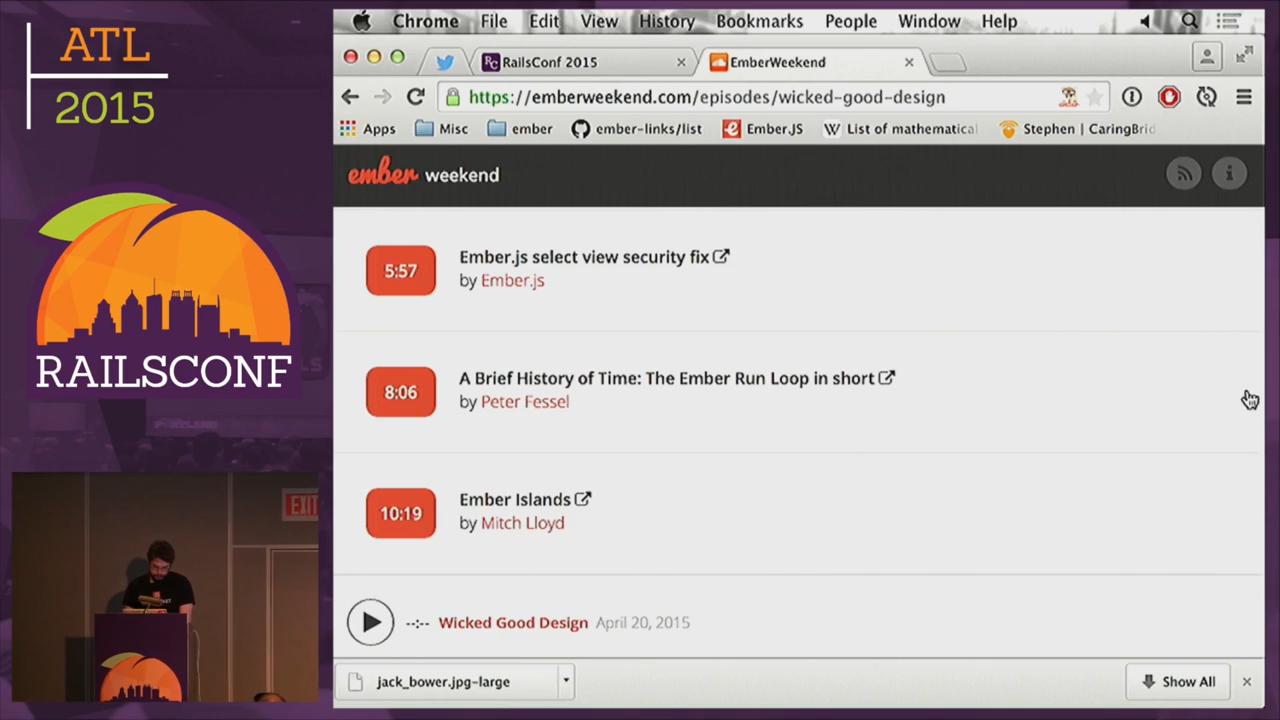 ATL
2015
RAILSCONF
EXIT
Chrome File Edit View History Bookmarks People Window Help
RailsConf 2015
EmberWeekend
https://emberweekend.com/episodes/wicked-good-design
Apps Misc ember ember-links/list Ember.JS List of mathematical Stephen | CaringBrid
ember weekend
5:57
Ember.js select view security fix
by Ember.js
8:06
A Brief History of Time: The Ember Run Loop in short
by Peter Fessel
10:19
Ember Islands
by Mitch Lloyd
--:-- Wicked Good Design April 20, 2015
jack_bower.jpg-large
Show All